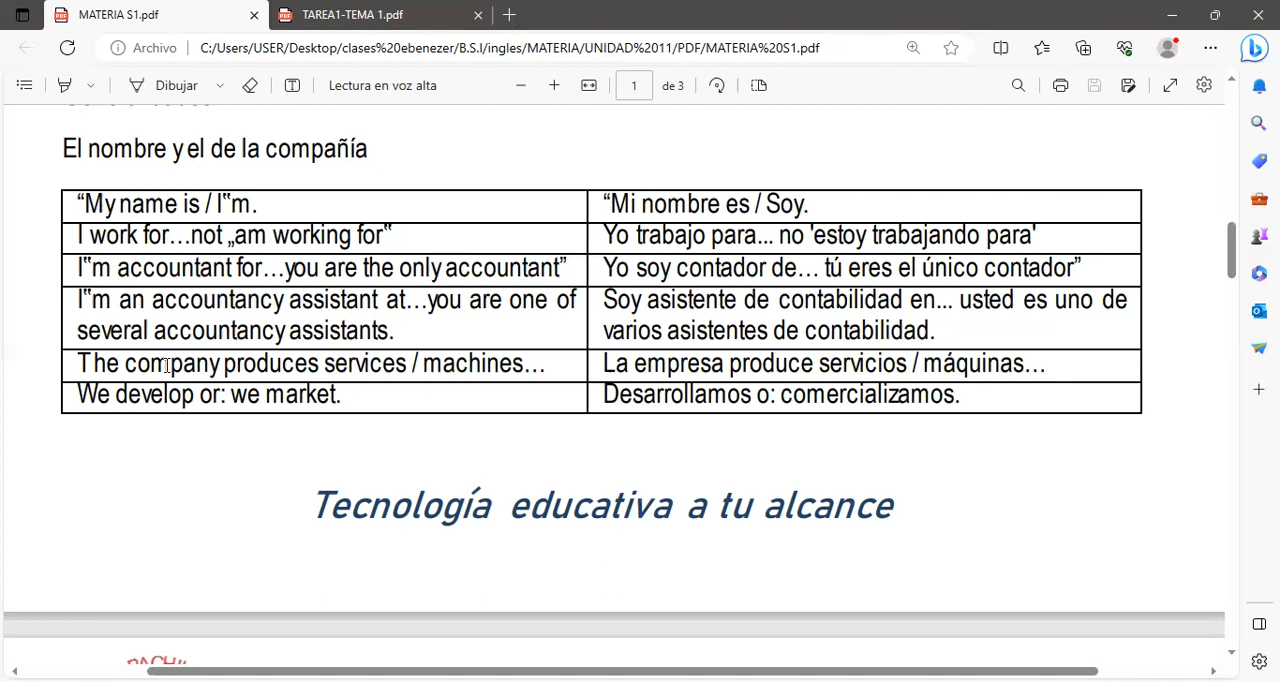 MATERIA S1.pdf
TAREA1-TEMA 1.pdf
Archivo
C:/Users/USER/Desktop/clases%20ebenezer/B.S.I/ingles/MATERIA/UNIDAD%2011/PDF/MATERIA%20S1.pdf
Dibujar
Lectura en voz alta
1
de 3
El nombre y el de la compañía
“My name is / I‟m.
“Mi nombre es / Soy.
I work for…not „am working for‟
Yo trabajo para... no 'estoy trabajando para'
I‟m accountant for…you are the only accountant”
Yo soy contador de… tú eres el único contador”
I‟m an accountancy assistant at…you are one of
several accountancy assistants.
Soy asistente de contabilidad en... usted es uno de
varios asistentes de contabilidad.
The company produces services / machines…
La empresa produce servicios / máquinas…
We develop or: we market.
Desarrollamos o: comercializamos.
Tecnología educativa a tu alcance